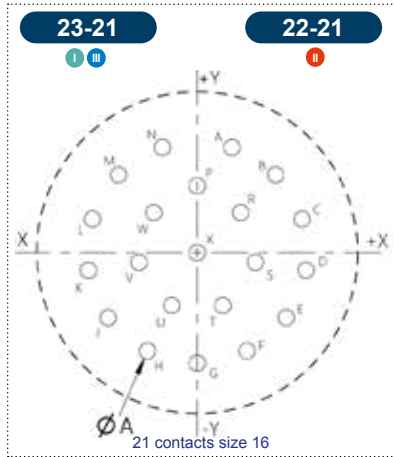 23-21 22-21
I III II
+Y
N A
M P B
L W R C
X X +X
K V S D
J U T E
H G F
ØA
-Y
21 contacts size 16